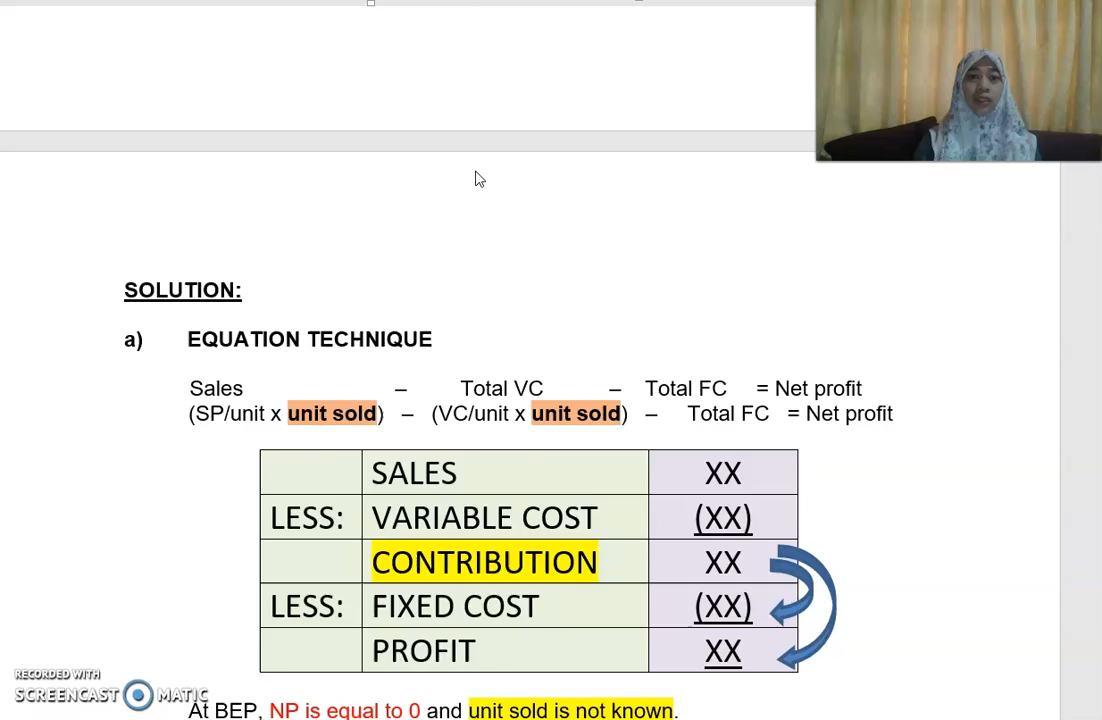 SOLUTION:
a) EQUATION TECHNIQUE
Sales – Total VC – Total FC = Net profit
(SP/unit x unit sold) – (VC/unit x unit sold) – Total FC = Net profit
SALES XX
LESS: VARIABLE COST (XX)
CONTRIBUTION XX
LESS: FIXED COST (XX)
PROFIT XX
RECORDED WITH
SCREENCAST MATIC
At BEP, NP is equal to 0 and unit sold is not known.